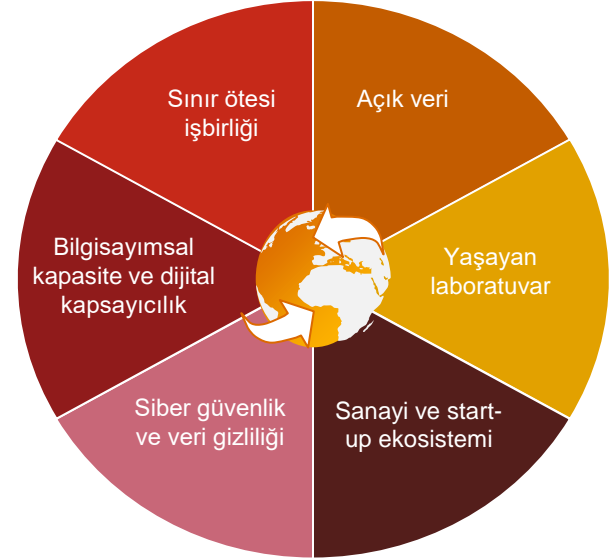 Sınır ötesi
işbirliği
Açık veri
Yaşayan
laboratuvar
Sanayi ve start-
up ekosistemi
Siber güvenlik
ve veri gizliliği
Bilgisayımsal
kapasite ve dijital
kapsayıcılık